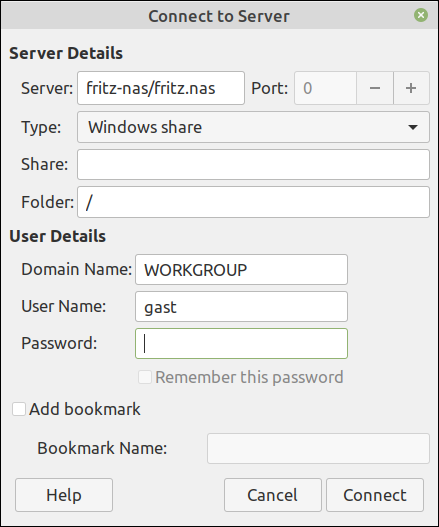 Connect to Server
Server Details
Server: fritz-nas/fritz.nas Port: 0
Type: Windows share
Share:
Folder: /
User Details
Domain Name: WORKGROUP
User Name: gast
Password:
Remember this password
Add bookmark
Bookmark Name:
Help Cancel Connect